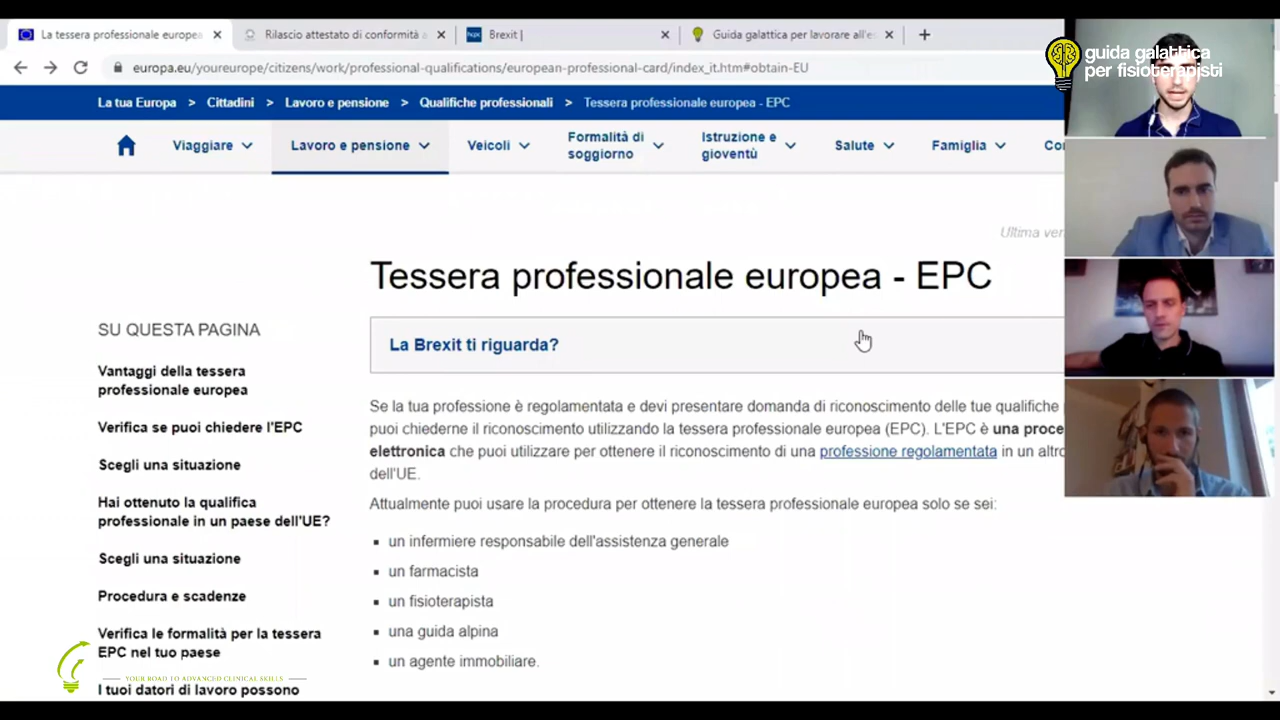 La tessera professionale europea
Rilascio attestato di conformità a
hcpc
Brexit |
Guida galattica per lavorare all'es
europa.eu/youreurope/citizens/work/professional-qualifications/european-professional-card/index_it.htm#obtain-EU
guida galattica
per fisioterapisti
La tua Europa > Cittadini > Lavoro e pensione > Qualifiche professionali > Tessera professionale europea - EPC
Viaggiare
Lavoro e pensione
Veicoli
Formalità di
soggiorno
Istruzione e
gioventù
Salute
Famiglia
Co
Ultima ver
Tessera professionale europea - EPC
La Brexit ti riguarda?
SU QUESTA PAGINA
Vantaggi della tessera
professionale europea
Verifica se puoi chiedere l'EPC
Scegli una situazione
Hai ottenuto la qualifica
professionale in un paese dell'UE?
Scegli una situazione
Procedura e scadenze
Verifica le formalità per la tessera
EPC nel tuo paese
I tuoi datori di lavoro possono
Se la tua professione è regolamentata e devi presentare domanda di riconoscimento delle tue qualifiche
puoi chiederne il riconoscimento utilizzando la tessera professionale europea (EPC). L'EPC è una proce
elettronica che puoi utilizzare per ottenere il riconoscimento di una professione regolamentata in un altro
dell'UE.
Attualmente puoi usare la procedura per ottenere la tessera professionale europea solo se sei:
un infermiere responsabile dell'assistenza generale
un farmacista
un fisioterapista
una guida alpina
un agente immobiliare.
YOUR ROAD TO ADVANCED CLINICAL SKILLS